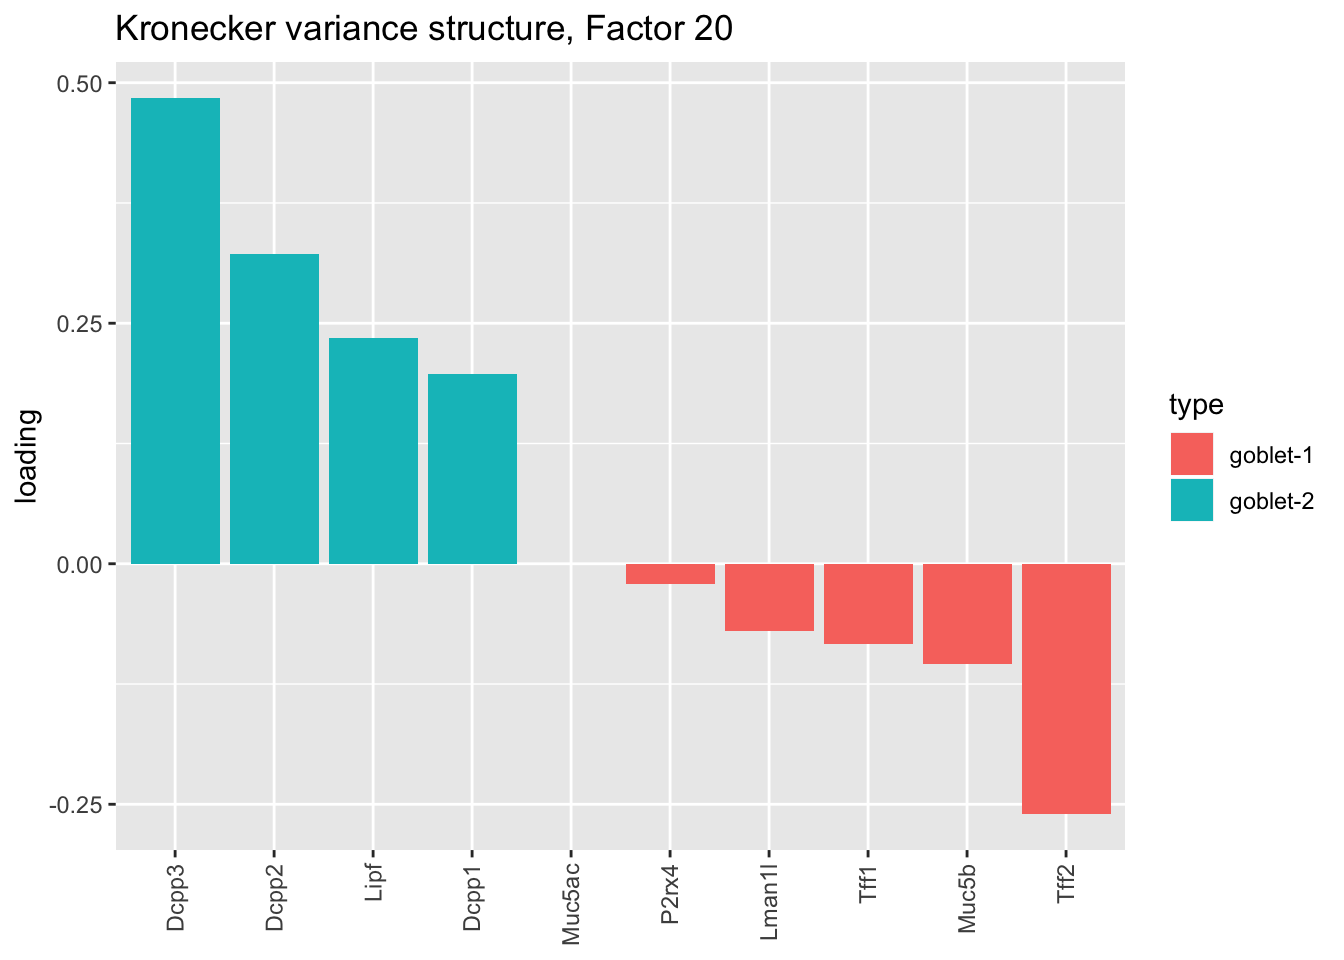 Kronecker variance structure, Factor 20
0.50
0.25
0.00
-0.25
loading
Dcpp3
Dcpp2
Lipf
Dcpp1
Muc5ac
P2rx4
Lman1l
Tff1
Muc5b
Tff2
type
goblet-1
goblet-2